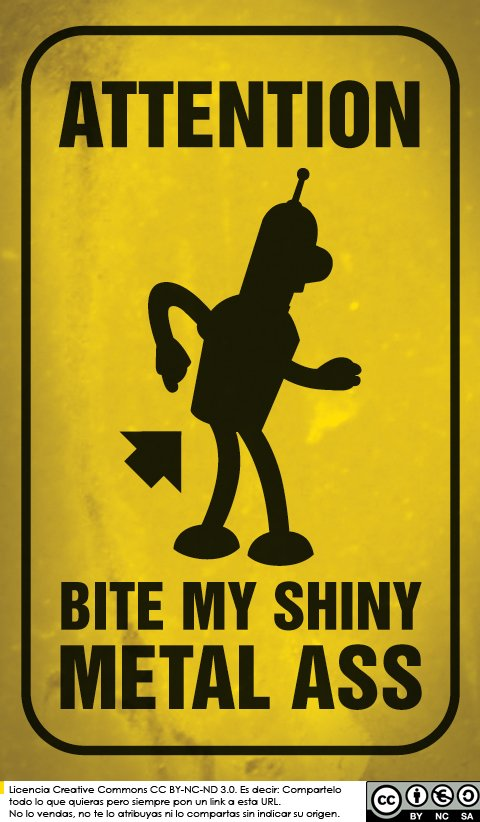 ATTENTION
BITE MY SHINY
METAL ASS
Licencia Creative Commons CC BY-NC-ND 3.0. Es decir: Compartelo
todo lo que quieras pero siempre pon un link a esta URL.
No lo vendas, no te lo atribuyas ni lo compartas sin indicar su origen.
cc
BY NC SA